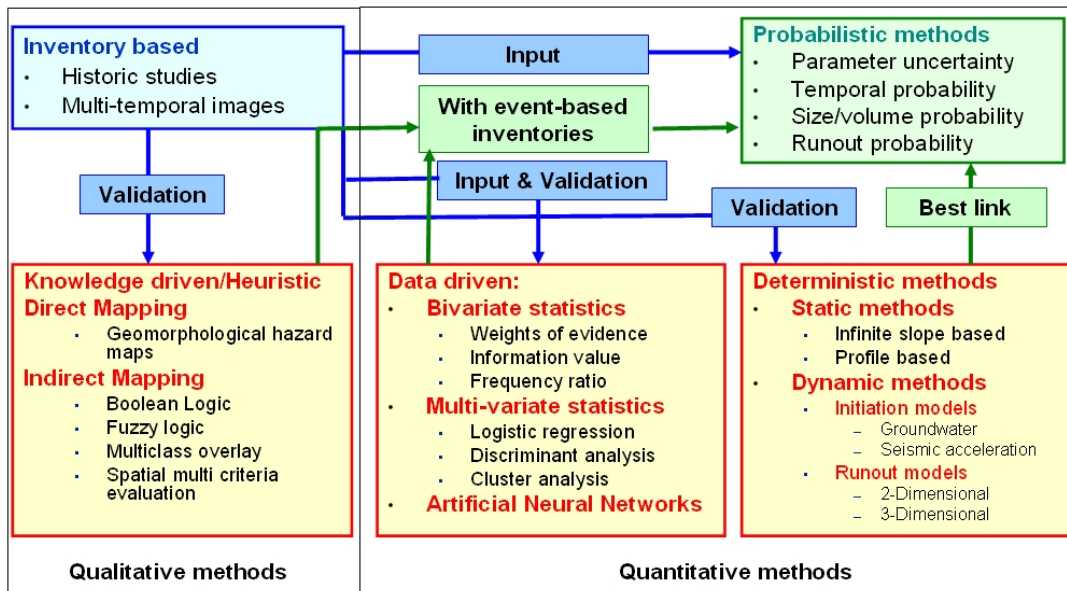 Inventory based
• Historic studies
• Multi-temporal images
Input
With event-based
inventories
Probabilistic methods
• Parameter uncertainty
• Temporal probability
• Size/volume probability
• Runout probability
Validation
Input & Validation
Validation
Best link
Knowledge driven/Heuristic
Direct Mapping
• Geomorphological hazard
maps
Indirect Mapping
• Boolean Logic
• Fuzzy logic
• Multiclass overlay
• Spatial multi criteria
evaluation
Data driven:
• Bivariate statistics
• Weights of evidence
• Information value
• Frequency ratio
• Multi-variate statistics
• Logistic regression
• Discriminant analysis
• Cluster analysis
• Artificial Neural Networks
Deterministic methods
• Static methods
• Infinite slope based
• Profile based
• Dynamic methods
• Initiation models
– Groundwater
– Seismic acceleration
• Runout models
– 2-Dimensional
– 3-Dimensional
Qualitative methods
Quantitative methods